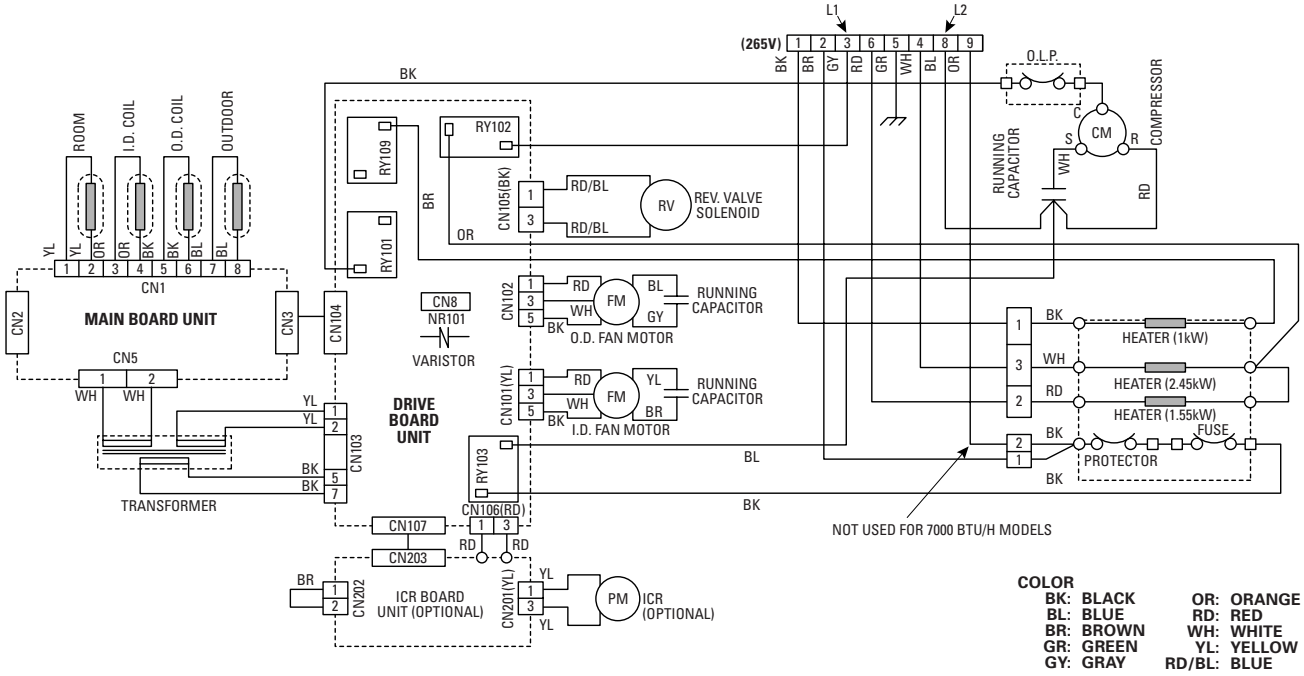 L1
L2
(265V) 1 2 3 6 5 4 8 9
BK BR GY RD GR WH BL OR
O.L.P.
COMPRESSOR
C
CM
S
R
WH
RD
RUNNING
CAPACITOR
BK
ROOM
I.D. COIL
O.D. COIL
OUTDOOR
YL YL OR OR BK BK BL BL
1 2 3 4 5 6 7 8
CN1
MAIN BOARD UNIT
CN2
CN3
CN5
1 2
WH WH
YL
YL
BK
BK
TRANSFORMER
CN104
1
2
5
7
CN103
RY109
RY102
RY101
BR
OR
CN8
NR101
VARISTOR
DRIVE
BOARD
UNIT
CN105(BK)
1
3
RD/BL
RD/BL
RV
REV. VALVE
SOLENOID
CN102
1
3
5
RD
WH
BK
FM
BL
GY
RUNNING
CAPACITOR
O.D. FAN MOTOR
CN101(YL)
1
3
5
RD
WH
BK
FM
YL
BR
RUNNING
CAPACITOR
I.D. FAN MOTOR
RY103
BL
BK
CN106(RD)
1 3
RD RD
CN107
CN203
BR
1
2
CN202
ICR BOARD
UNIT (OPTIONAL)
CN201(YL)
1
3
YL
YL
PM
ICR
(OPTIONAL)
1
3
2
BK
WH
RD
HEATER (1kW)
HEATER (2.45kW)
HEATER (1.55kW)
2
1
BK
BK
PROTECTOR
FUSE
NOT USED FOR 7000 BTU/H MODELS
COLOR
BK: BLACK
BL: BLUE
BR: BROWN
GR: GREEN
GY: GRAY
OR: ORANGE
RD: RED
WH: WHITE
YL: YELLOW
RD/BL: BLUE